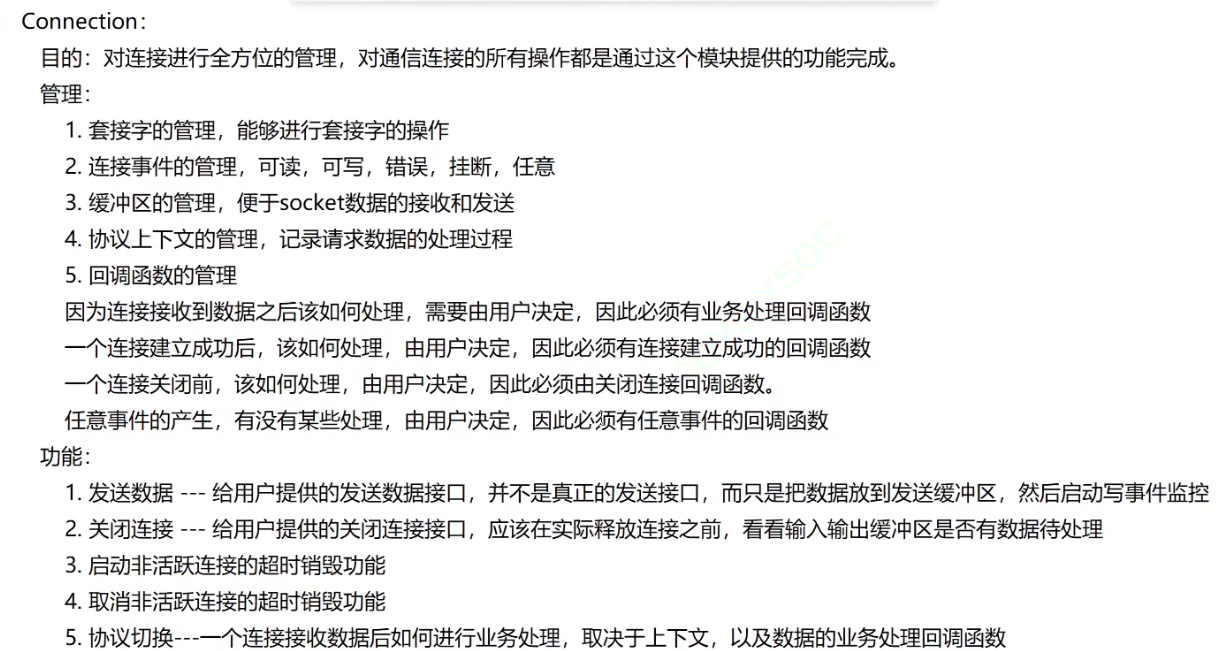 Connection：
目的：对连接进行全方位的管理，对通信连接的所有操作都是通过这个模块提供的功能完成。
管理：
1. 套接字的管理，能够进行套接字的操作
2. 连接事件的管理，可读，可写，错误，挂断，任意
3. 缓冲区的管理，便于socket数据的接收和发送
4. 协议上下文的管理，记录请求数据的处理过程
5. 回调函数的管理
因为连接接收到数据之后该如何处理，需要由用户决定，因此必须有业务处理回调函数
一个连接建立成功后，该如何处理，由用户决定，因此必须有连接建立成功的回调函数
一个连接关闭前，该如何处理，由用户决定，因此必须由关闭连接回调函数。
任意事件的产生，有没有某些处理，由用户决定，因此必须有任意事件的回调函数
功能：
1. 发送数据 --- 给用户提供的发送数据接口，并不是真正的发送接口，而只是把数据放到发送缓冲区，然后启动写事件监控
2. 关闭连接 --- 给用户提供的关闭连接接口，应该在实际释放连接之前，看看输入输出缓冲区是否有数据待处理
3. 启动非活跃连接的超时销毁功能
4. 取消非活跃连接的超时销毁功能
5. 协议切换---一个连接接收数据后如何进行业务处理，取决于上下文，以及数据的业务处理回调函数